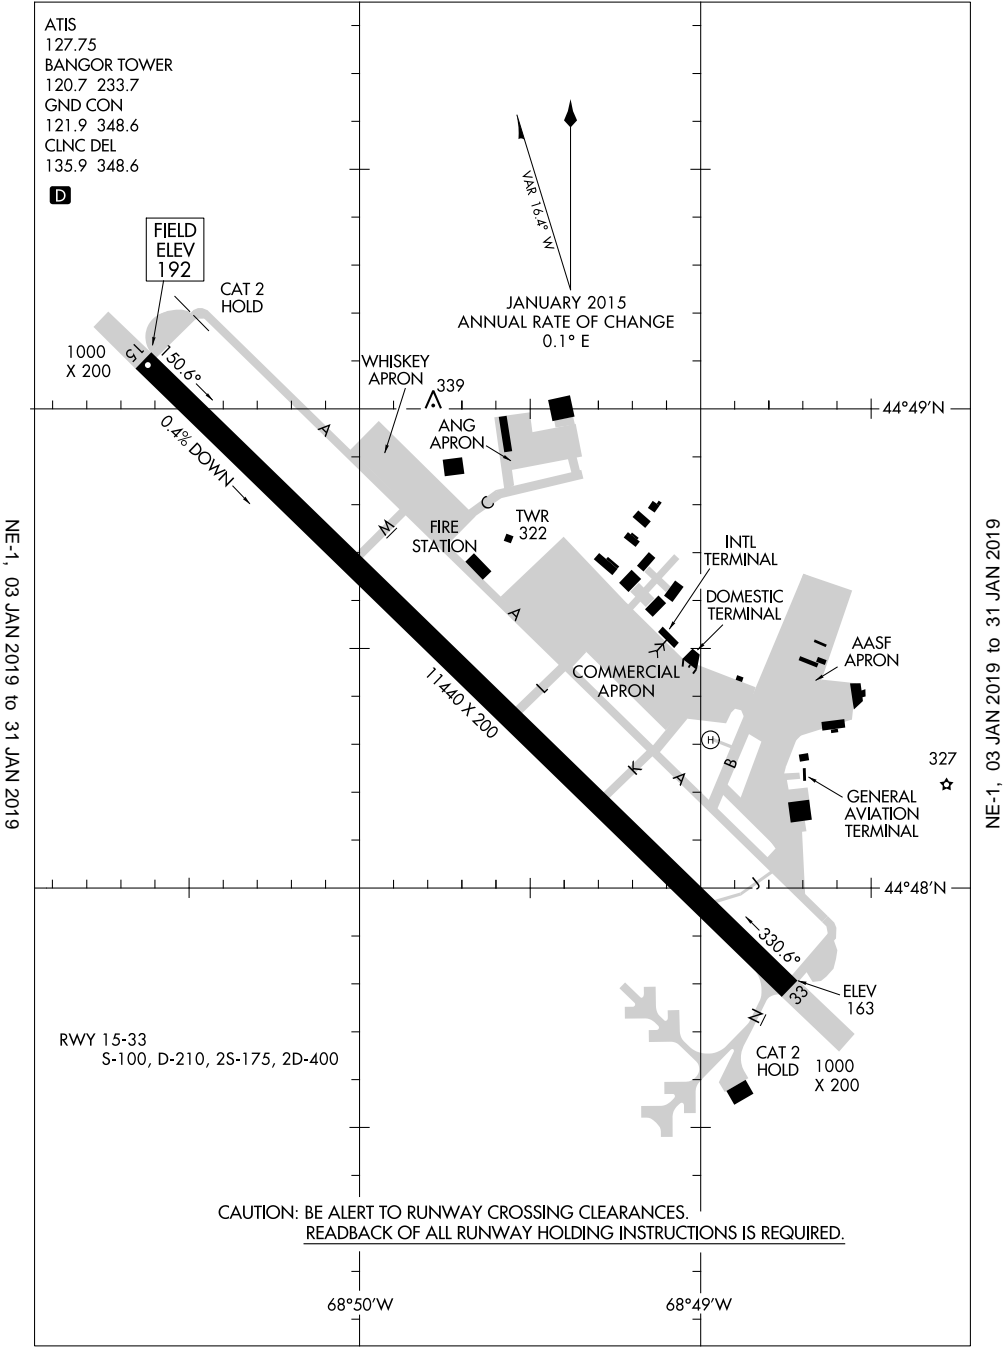 ATIS
127.75
BANGOR TOWER
120.7 233.7
GND CON
121.9 348.6
CLNC DEL
135.9 348.6
D
VAR 16.4° W
JANUARY 2015
ANNUAL RATE OF CHANGE
0.1° E
FIELD
ELEV
192
CAT 2
HOLD
1000
X 200
15
150.6°
0.4% DOWN
WHISKEY
APRON
339
44°49'N
A
ANG
APRON
C
M
FIRE
STATION
TWR
322
INTL
TERMINAL
DOMESTIC
TERMINAL
A
AASF
APRON
COMMERCIAL
APRON
L
11440 X 200
H
K
A
B
327
GENERAL
AVIATION
TERMINAL
44°48'N
J
330.6°
33
ELEV
163
N
CAT 2
HOLD
1000
X 200
RWY 15-33
S-100, D-210, 2S-175, 2D-400
CAUTION: BE ALERT TO RUNWAY CROSSING CLEARANCES.
READBACK OF ALL RUNWAY HOLDING INSTRUCTIONS IS REQUIRED.
68°50'W
68°49'W
NE-1, 03 JAN 2019 to 31 JAN 2019
NE-1, 03 JAN 2019 to 31 JAN 2019